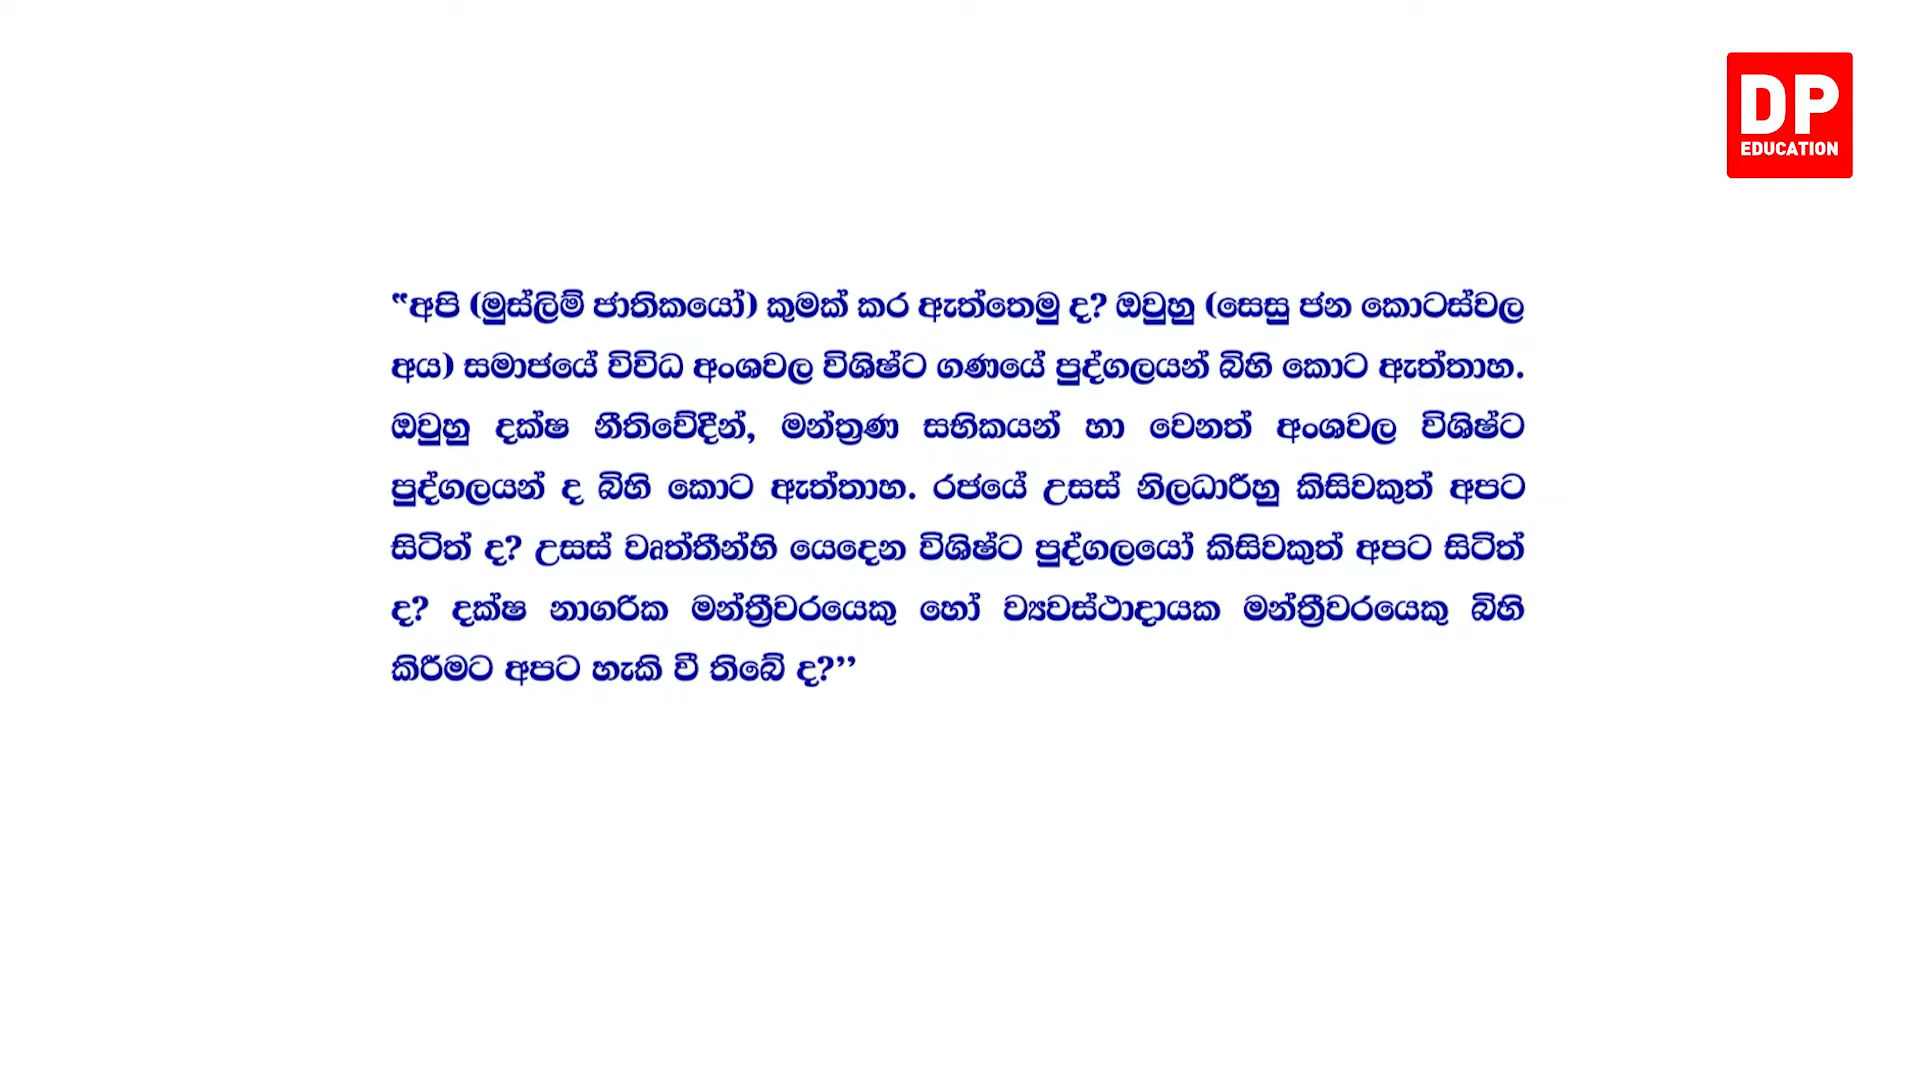 DP
EDUCATION
“අපි (මුස්ලිම් ජාතිකයෝ) කුමක් කර ඇත්තෙමු ද? ඔවුහු (සෙසු ජන කොටස්වල
අය) සමාජයේ විවිධ අංශවල විශිෂ්ට ගණයේ පුද්ගලයන් බිහි කොට ඇත්තාහ.
ඔවුහු දක්ෂ නීතිවේදීන්, මන්ත්‍රණ සභිකයන් හා වෙනත් අංශවල විශිෂ්ට
පුද්ගලයන් ද බිහි කොට ඇත්තාහ. රජයේ උසස් නිලධාරීහු කිසිවකුත් අපට
සිටිත් ද? උසස් වෘත්තීන්හි යෙදෙන විශිෂ්ට පුද්ගලයෝ කිසිවකුත් අපට සිටිත්
ද? දක්ෂ නාගරික මන්ත්‍රීවරයෙකු හෝ ව්‍යවස්ථාදායක මන්ත්‍රීවරයෙකු බිහි
කිරීමට අපට හැකි වී තිබේ ද?’’